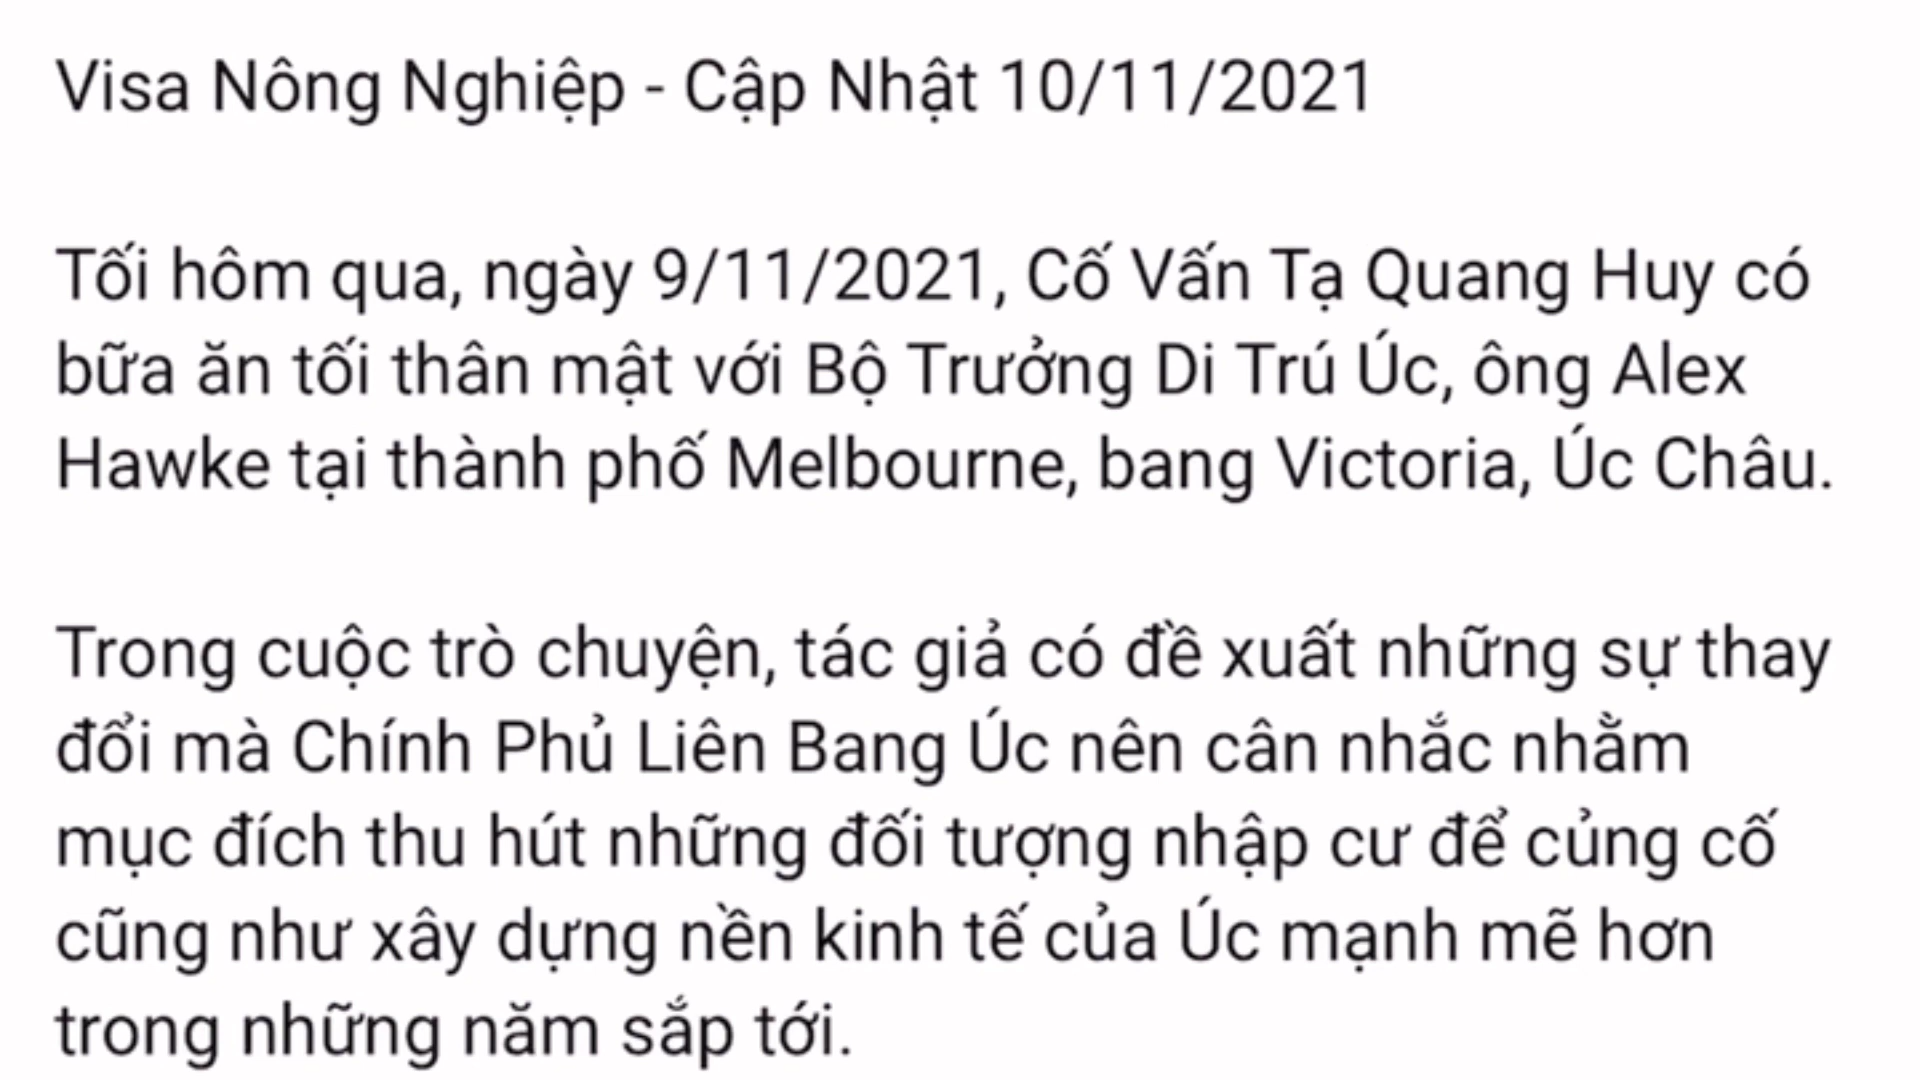 Visa Nông Nghiệp - Cập Nhật 10/11/2021
Tối hôm qua, ngày 9/11/2021, Cố Vấn Tạ Quang Huy có
bữa ăn tối thân mật với Bộ Trưởng Di Trú Úc, ông Alex
Hawke tại thành phố Melbourne, bang Victoria, Úc Châu.
Trong cuộc trò chuyện, tác giả có đề xuất những sự thay
đổi mà Chính Phủ Liên Bang Úc nên cân nhắc nhằm
mục đích thu hút những đối tượng nhập cư để củng cố
cũng như xây dựng nền kinh tế của Úc mạnh mẽ hơn
trong những năm sắp tới.